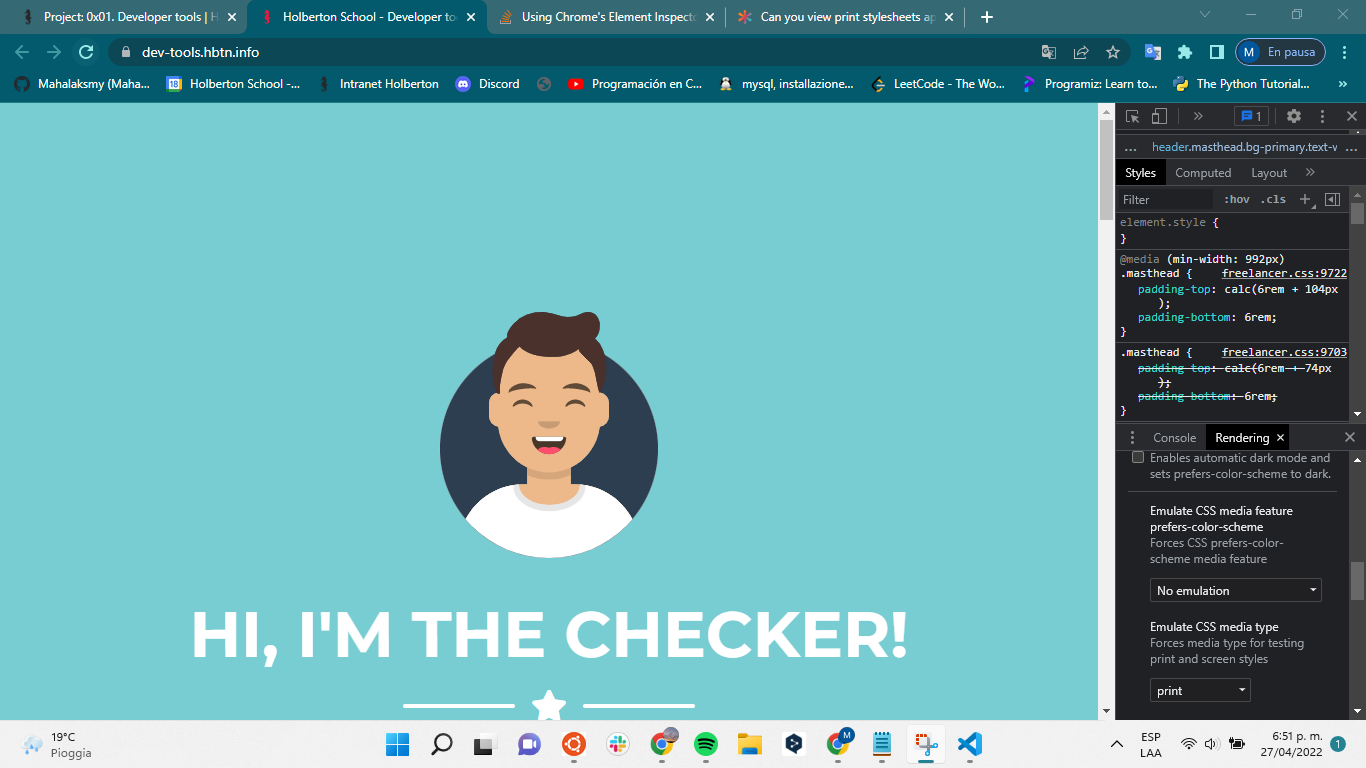 Project: 0x01. Developer tools | H
Holberton School - Developer to
Using Chrome's Element Inspecto
Can you view print stylesheets ap
dev-tools.hbtn.info
M
En pausa
Mahalaksmy (Maha...
18
Holberton School -...
Intranet Holberton
Discord
Programación en C...
mysql, installazione...
LeetCode - The Wo...
Programiz: Learn to...
The Python Tutorial...
»
HI, I'M THE CHECKER!
» 1
... header.masthead.bg-primary.text-w ...
Styles Computed Layout »
Filter :hov .cls +
element.style {
}
@media (min-width: 992px)
.masthead { freelancer.css:9722
padding-top: calc(6rem + 104px
);
padding-bottom: 6rem;
}
.masthead { freelancer.css:9703
padding-top: calc(6rem + 74px
);
padding-bottom: 6rem;
}
Console Rendering
Enables automatic dark mode and
sets prefers-color-scheme to dark.
Emulate CSS media feature
prefers-color-scheme
Forces CSS prefers-color-
scheme media feature
No emulation
Emulate CSS media type
Forces media type for testing
print and screen styles
print
19°C
Pioggia
M
ESP
LAA
6:51 p. m.
27/04/2022
1